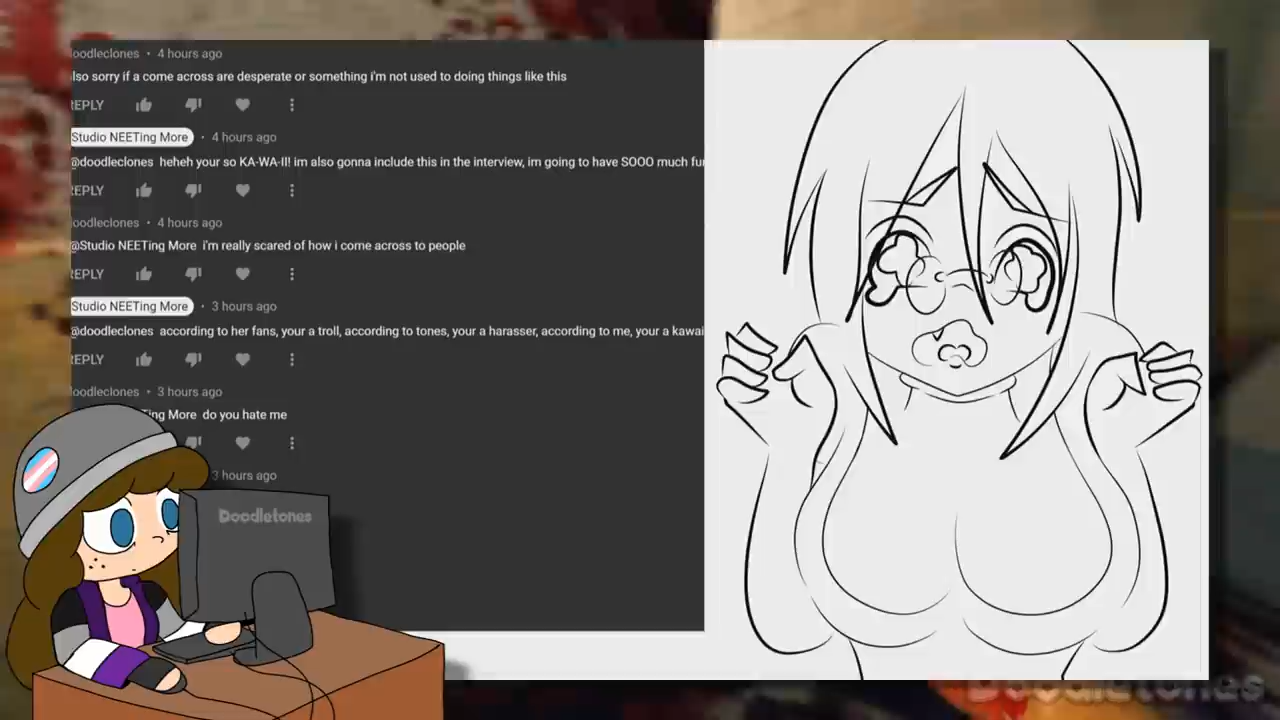 oodleclones • 4 hours ago
lso sorry if a come across are desperate or something i'm not used to doing things like this
REPLY
Studio NEETing More • 4 hours ago
@doodleclones heheh your so KA-WA-II! im also gonna include this in the interview, im going to have SOOO much fu
REPLY
oodleclones • 4 hours ago
@Studio NEETing More i'm really scared of how i come across to people
REPLY
Studio NEETing More • 3 hours ago
@doodleclones according to her fans, your a troll, according to tones, your a harasser, according to me, your a kawai
REPLY
oodleclones • 3 hours ago
Ting More do you hate me
3 hours ago
Doodletones
Doodletones